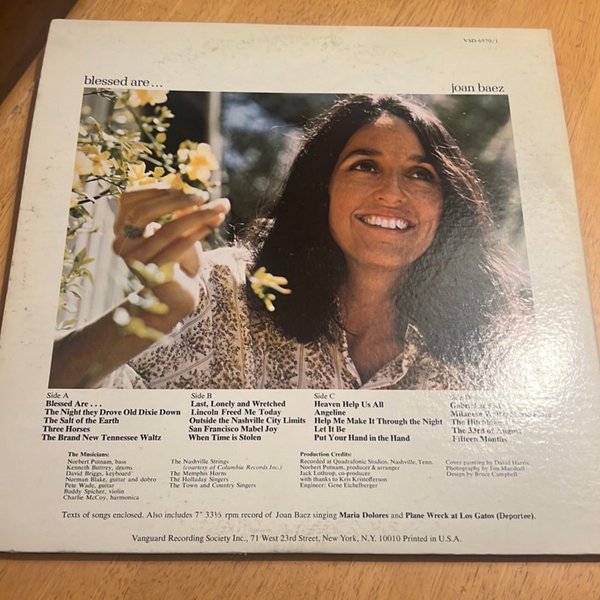 VSD-6570/1
blessed are...
joan baez
Side A
Blessed Are . . .
The Night they Drove Old Dixie Down
The Salt of the Earth
Three Horses
The Brand New Tennessee Waltz
Side B
Last, Lonely and Wretched
Lincoln Freed Me Today
Outside the Nashville City Limits
San Francisco Mabel Joy
When Time is Stolen
Side C
Heaven Help Us All
Angeline
Help Me Make It Through the Night
Let It Be
Put Your Hand in the Hand
The Hitchhikers
The 33rd of August
Fifteen Months
The Musicians:
Norbert Putnam, bass
Kenneth Buttrey, drums
David Briggs, keyboard
Norman Blake, guitar and dobro
Pete Wade, guitar
Buddy Spicher, violin
Charlie McCoy, harmonica
The Nashville Strings
(courtesy of Columbia Records Inc.)
The Memphis Horns
The Holladay Singers
The Town and Country Singers
Production Credits:
Recorded at Quadrafonic Studios, Nashville, Tenn.
Norbert Putnam, producer & arranger
Jack Lothrop, co-producer
with thanks to Kris Kristofferson
Engineer: Gene Eichelberger
Cover painting by David Harris
Photography by Jim Marshall
Design by Bruce Campbell
Texts of songs enclosed. Also includes 7" 33⅓ rpm record of Joan Baez singing Maria Dolores and Plane Wreck at Los Gatos (Deportee).
Vanguard Recording Society Inc., 71 West 23rd Street, New York, N.Y. 10010 Printed in U.S.A.